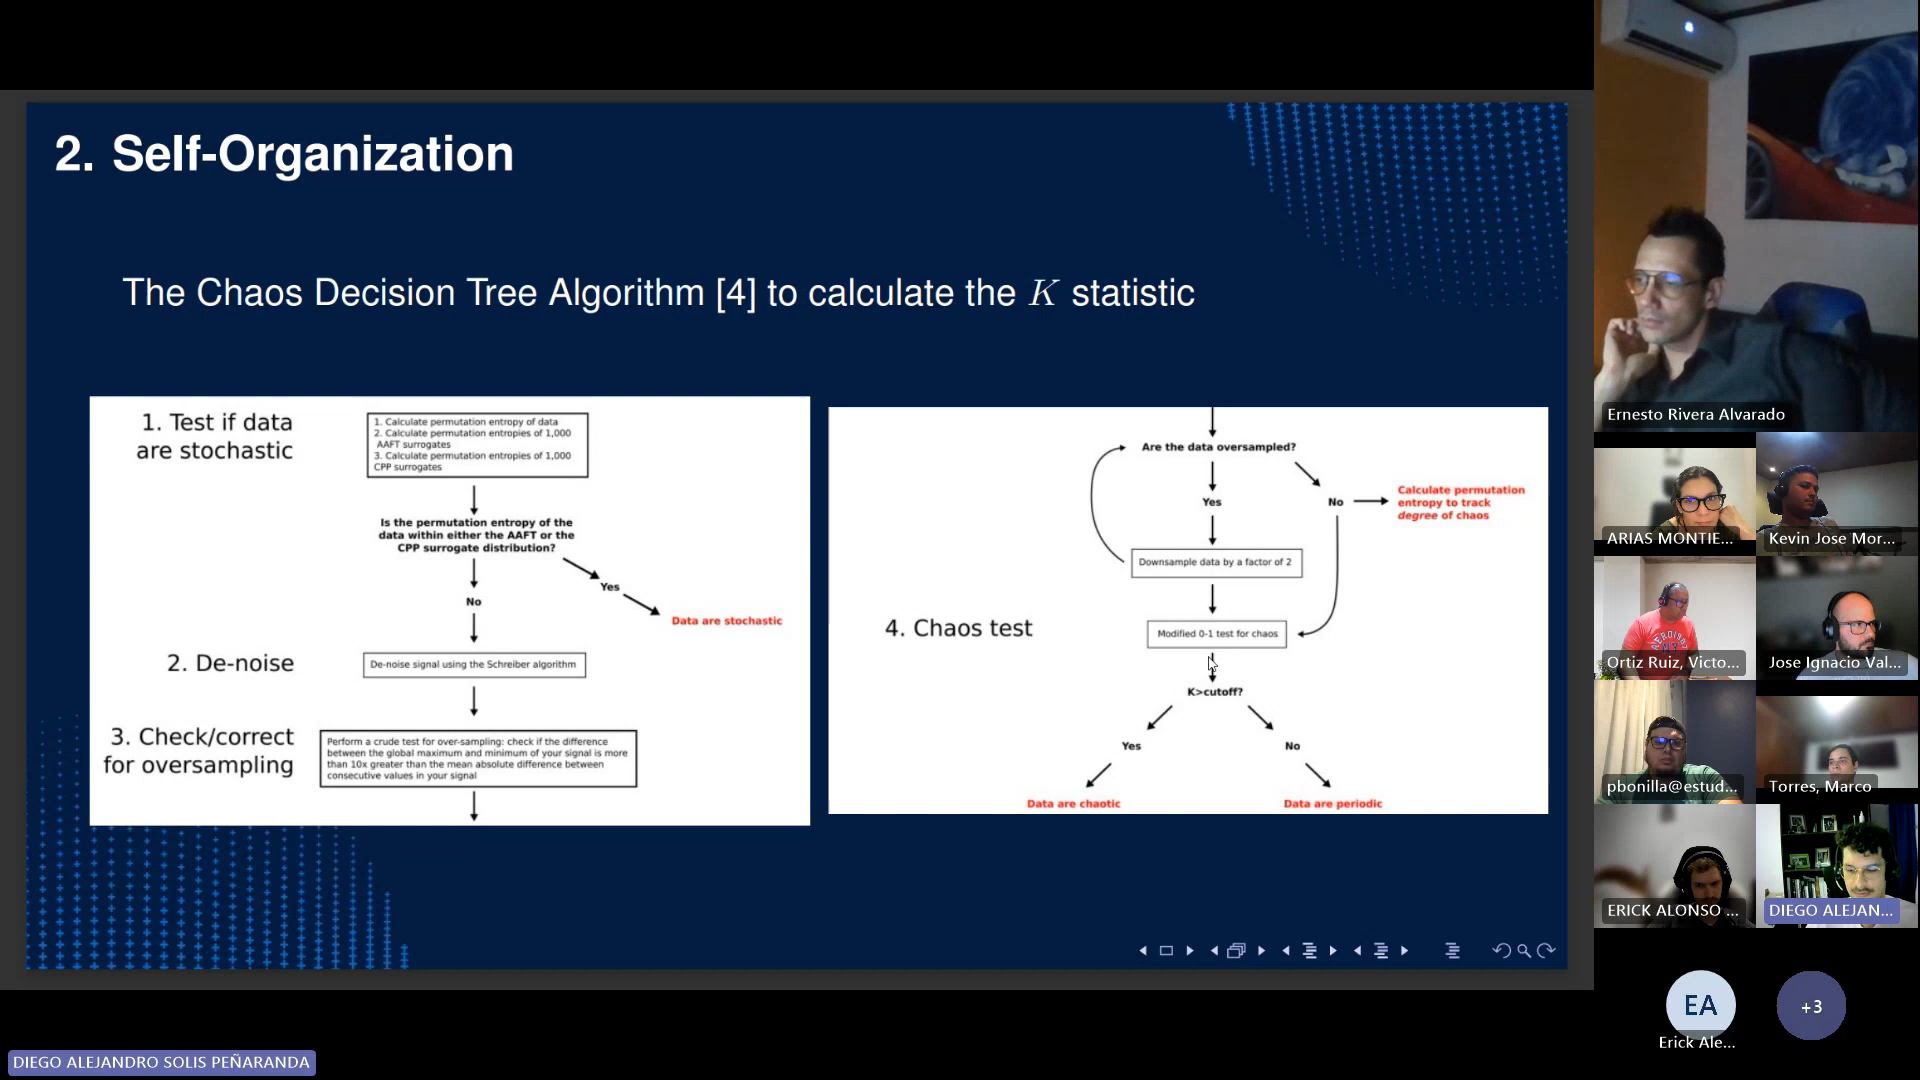 2. Self-Organization
The Chaos Decision Tree Algorithm [4] to calculate the K statistic
1. Test if data
are stochastic
1. Calculate permutation entropy of data
2. Calculate permutation entropies of 1,000
AAFT surrogates
3. Calculate permutation entropies of 1,000
CPP surrogates
Is the permutation entropy of the
data within either the AAFT or the
CPP surrogate distribution?
Yes
No
Data are stochastic
2. De-noise
De-noise signal using the Schreiber algorithm
3. Check/correct
for oversampling
Perform a crude test for over-sampling: check if the difference
between the global maximum and minimum of your signal is more
than 10x greater than the mean absolute difference between
consecutive values in your signal
Are the data oversampled?
Yes
No
Calculate permutation
entropy to track
degree of chaos
Downsample data by a factor of 2
4. Chaos test
Modified 0-1 test for chaos
K>cutoff?
Yes
No
Data are chaotic
Data are periodic
Ernesto Rivera Alvarado
ARIAS MONTIE...
Kevin Jose Mor...
Ortiz Ruiz, Victo...
Jose Ignacio Val...
pbonilla@estud...
Torres, Marco
ERICK ALONSO ...
DIEGO ALEJAN...
EA
+3
Erick Ale...
DIEGO ALEJANDRO SOLIS PEÑARANDA